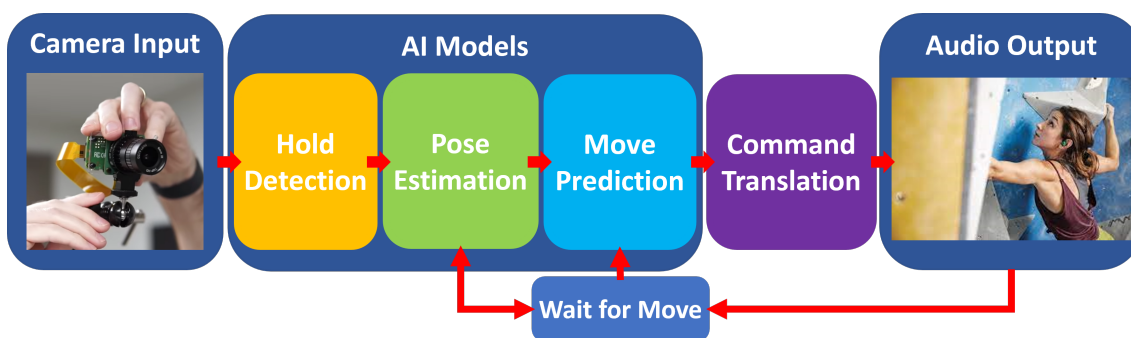 Camera Input
AI Models
Audio Output
Hold
Detection
Pose
Estimation
Move
Prediction
Command
Translation
Wait for Move